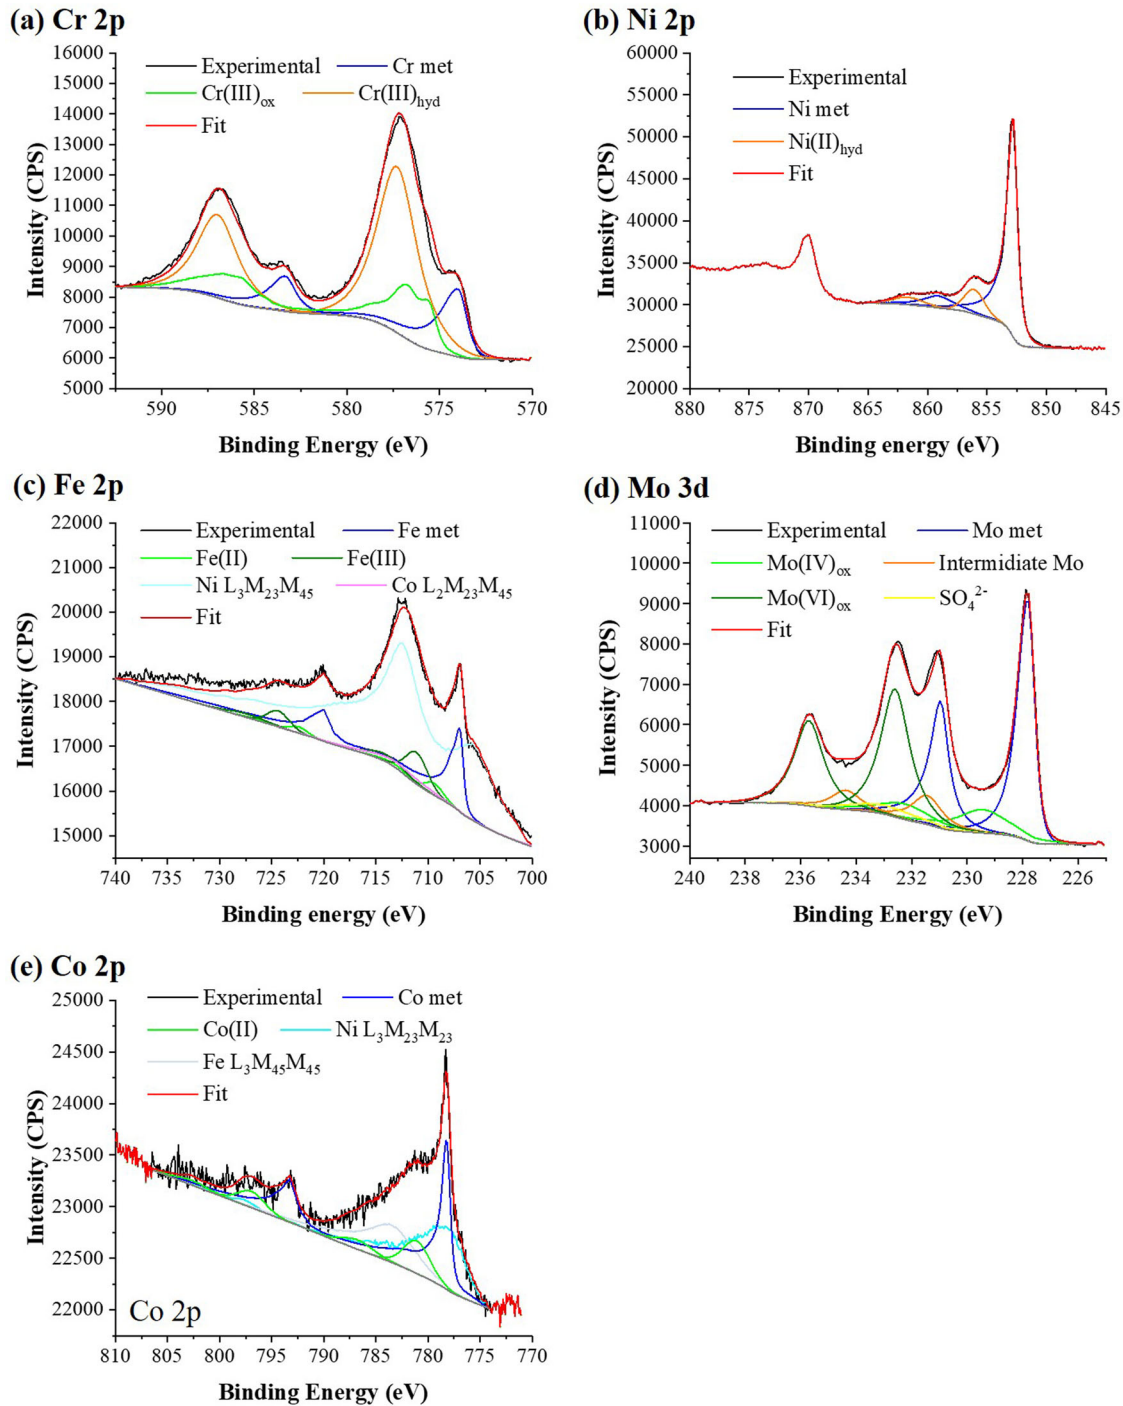 (a) Cr 2p
Experimental Cr met
Cr(III)ox Cr(III)hyd
Fit
16000
15000
14000
13000
12000
11000
10000
9000
8000
7000
6000
5000
Intensity (CPS)
590 585 580 575 570
Binding Energy (eV)
(b) Ni 2p
Experimental
Ni met
Ni(II)hyd
Fit
60000
55000
50000
45000
40000
35000
30000
25000
20000
Intensity (CPS)
880 875 870 865 860 855 850 845
Binding energy (eV)
(c) Fe 2p
Experimental Fe met
Fe(II) Fe(III)
Ni L3M23M45 Co L2M23M45
Fit
22000
21000
20000
19000
18000
17000
16000
15000
Intensity (CPS)
740 735 730 725 720 715 710 705 700
Binding energy (eV)
(d) Mo 3d
Experimental Mo met
Mo(IV)ox Intermidiate Mo
Mo(VI)ox SO4 2-
Fit
11000
10000
9000
8000
7000
6000
5000
4000
3000
Intensity (CPS)
240 238 236 234 232 230 228 226
Binding Energy (eV)
(e) Co 2p
Experimental Co met
Co(II) Ni L3M23M23
Fe L3M45M45
Fit
25000
24500
24000
23500
23000
22500
22000
Intensity (CPS)
Co 2p
810 805 800 795 790 785 780 775 770
Binding Energy (eV)